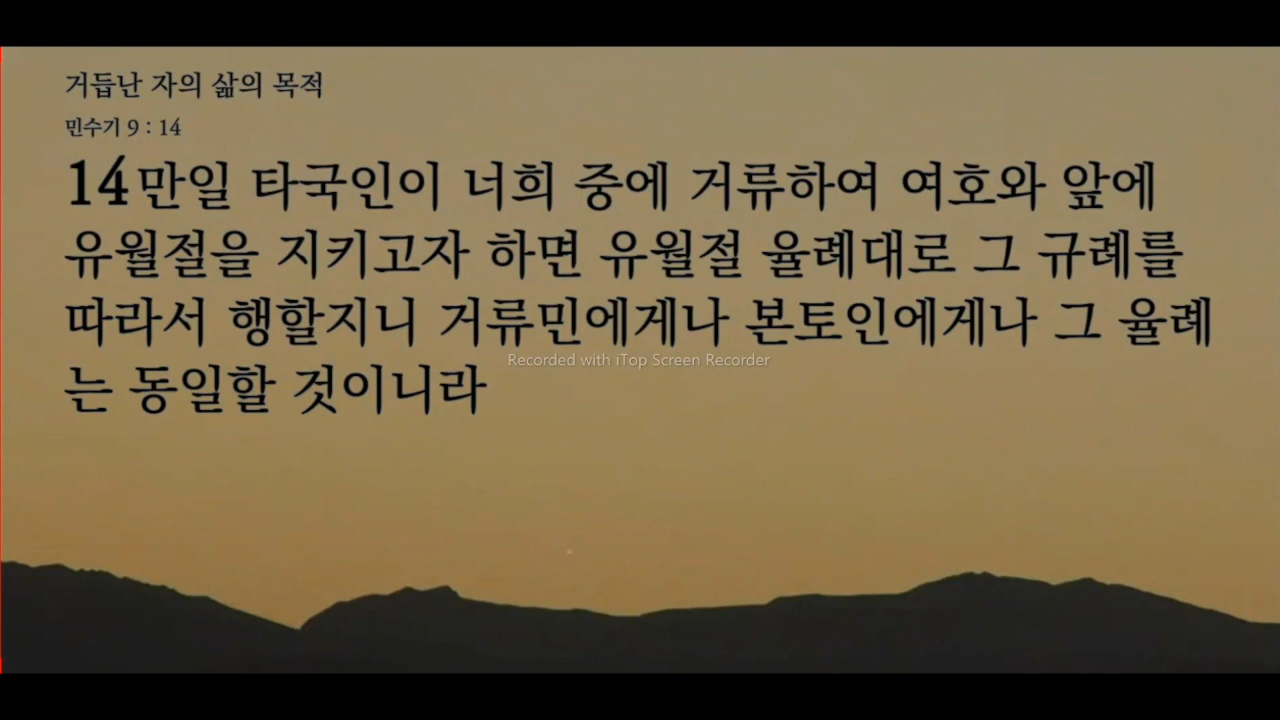 거듭난 자의 삶의 목적
민수기 9 : 14
14만일 타국인이 너희 중에 거류하여 여호와 앞에
유월절을 지키고자 하면 유월절 율례대로 그 규례를
따라서 행할지니 거류민에게나 본토인에게나 그 율례
Recorded with iTop Screen Recorder
는 동일할 것이니라